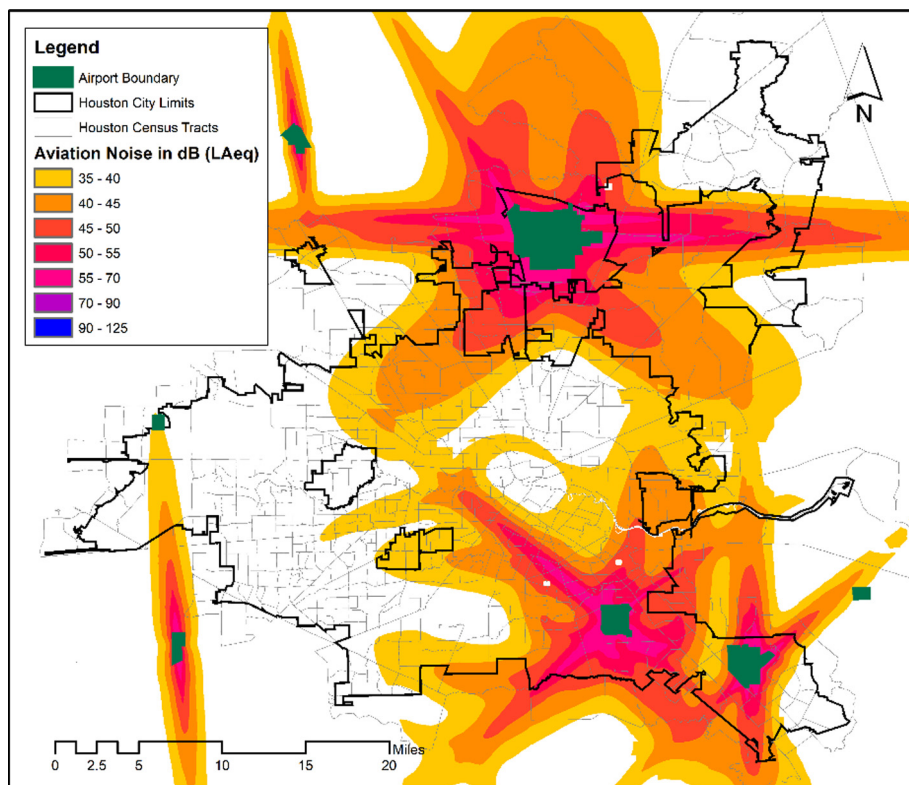 Legend
Airport Boundary
Houston City Limits
Houston Census Tracts
Aviation Noise in dB (LAeq)
35 - 40
40 - 45
45 - 50
50 - 55
55 - 70
70 - 90
90 - 125
N
Miles
0 2.5 5 10 15 20